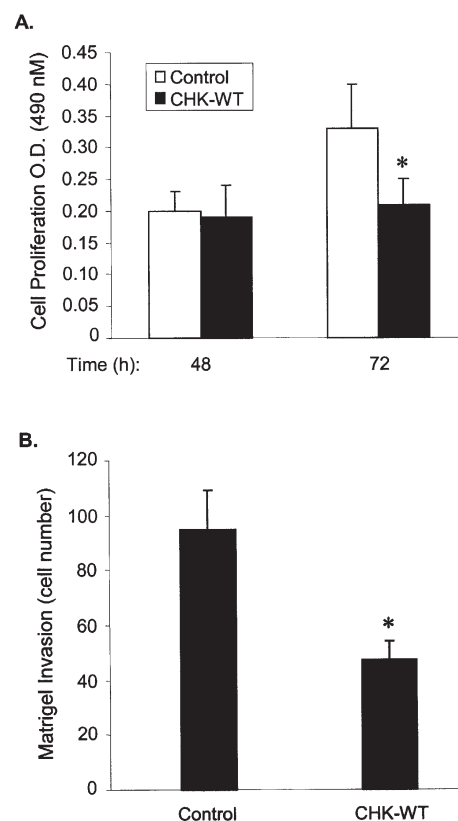 A.
Cell Proliferation O.D. (490 nM)
0.45
0.40
0.35
0.30
0.25
0.20
0.15
0.10
0.05
0
Control
CHK-WT
*
Time (h): 48 72
B.
Matrigel Invasion (cell number)
120
100
80
60
40
20
0
*
Control CHK-WT